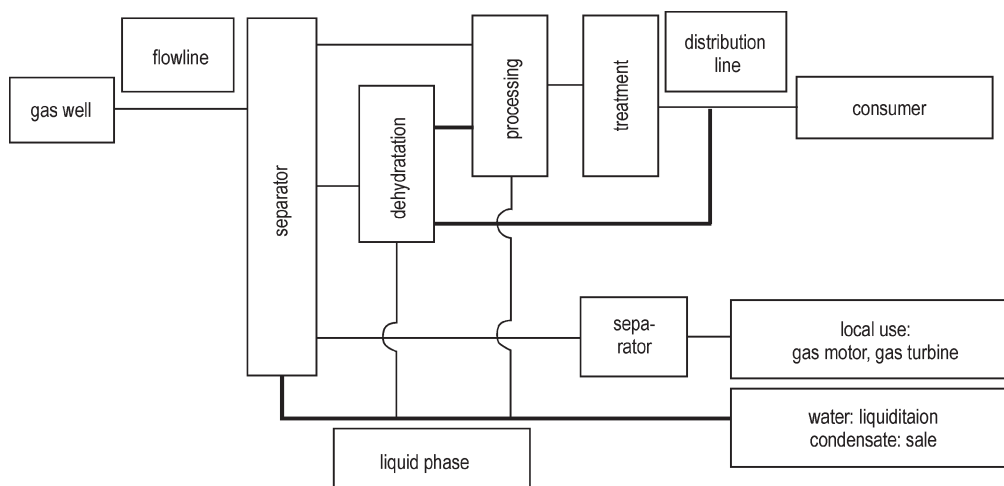 flowline
gas well
separator
dehydratation
processing
treatment
distribution
line
consumer
sepa-
rator
local use:
gas motor, gas turbine
water: liquiditaion
condensate: sale
liquid phase